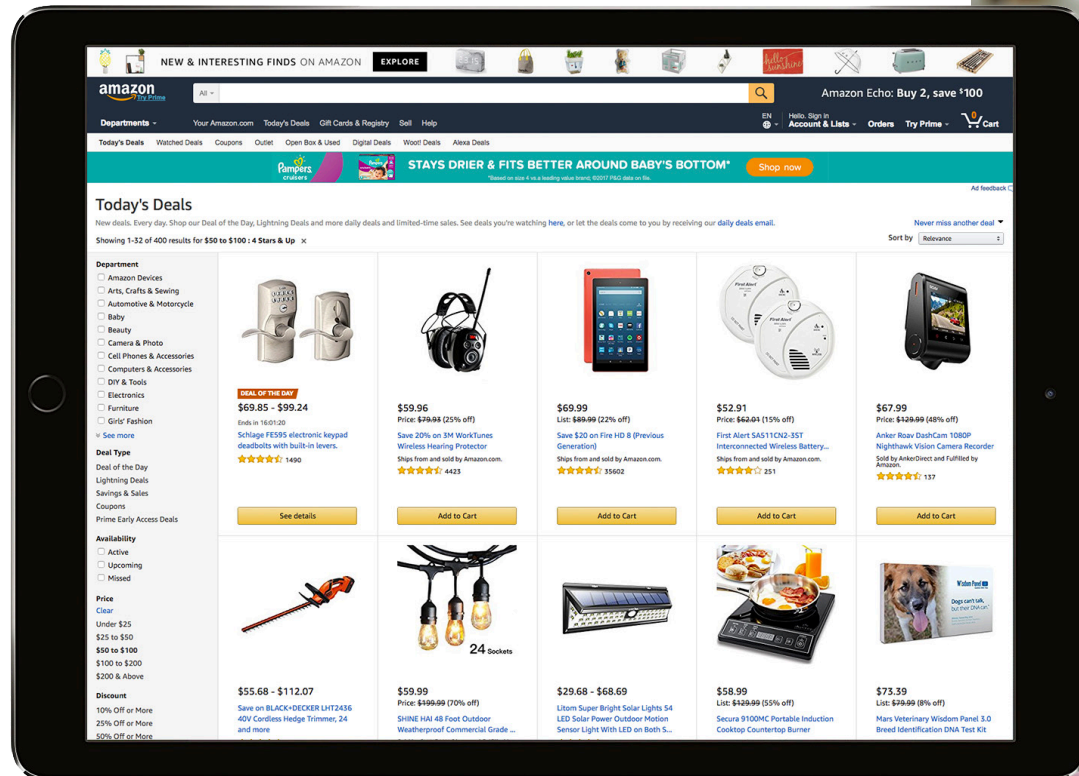 NEW & INTERESTING FINDS ON AMAZON EXPLORE
hello sunshine
amazon
Try Prime
All
Amazon Echo: Buy 2, save $100
Departments
Your Amazon.com Today's Deals Gift Cards & Registry Sell Help
EN
Hello. Sign in
Account & Lists Orders Try Prime 0 Cart
Today's Deals Watched Deals Coupons Outlet Open Box & Used Digital Deals Woot! Deals Alexa Deals
Pampers
cruisers
Pampers
STAYS DRIER & FITS BETTER AROUND BABY'S BOTTOM*
*Based on size 4 vs.a leading value brand; ©2017 P&G data on file.
Shop now
Ad feedback
Today's Deals
New deals. Every day. Shop our Deal of the Day, Lightning Deals and more daily deals and limited-time sales. See deals you're watching here, or let the deals come to you by receiving our daily deals email.
Never miss another deal
Showing 1-32 of 400 results for $50 to $100 : 4 Stars & Up ×
Sort by Relevance
Department
Amazon Devices
Arts, Crafts & Sewing
Automotive & Motorcycle
Baby
Beauty
Camera & Photo
Cell Phones & Accessories
Computers & Accessories
DIY & Tools
Electronics
Furniture
Girls' Fashion
See more
Deal Type
Deal of the Day
Lightning Deals
Savings & Sales
Coupons
Prime Early Access Deals
Availability
Active
Upcoming
Missed
Price
Clear
Under $25
$25 to $50
$50 to $100
$100 to $200
$200 & Above
Discount
10% Off or More
25% Off or More
50% Off or More
DEAL OF THE DAY
$69.85 - $99.24
Ends in 16:01:20
Schlage FE595 electronic keypad
deadbolts with built-in levers.
1490
See details
$59.96
Price: $79.93 (25% off)
Save 20% on 3M WorkTunes
Wireless Hearing Protector
Ships from and sold by Amazon.com.
4423
Add to Cart
$69.99
List: $89.99 (22% off)
Save $20 on Fire HD 8 (Previous
Generation)
Ships from and sold by Amazon.com.
35602
Add to Cart
First Alert
First Alert
$52.91
Price: $62.01 (15% off)
First Alert SA511CN2-3ST
Interconnected Wireless Battery...
Ships from and sold by Amazon.com.
251
Add to Cart
$67.99
Price: $129.99 (48% off)
Anker Roav DashCam 1080P
Nighthawk Vision Camera Recorder
Sold by AnkerDirect and Fulfilled by
Amazon.
137
Add to Cart
$55.68 - $112.07
Save on BLACK+DECKER LHT2436
40V Cordless Hedge Trimmer, 24
and more
24 Sockets
$59.99
Price: $199.99 (70% off)
SHINE HAI 48 Foot Outdoor
Weatherproof Commercial Grade ...
$29.68 - $68.69
Litom Super Bright Solar Lights 54
LED Solar Power Outdoor Motion
Sensor Light With LED on Both S...
$58.99
List: $129.99 (55% off)
Secura 9100MC Portable Induction
Cooktop Countertop Burner
Wisdom Panel
Dogs can't talk,
but their DNA can.
$73.39
List: $79.99 (8% off)
Mars Veterinary Wisdom Panel 3.0
Breed Identification DNA Test Kit